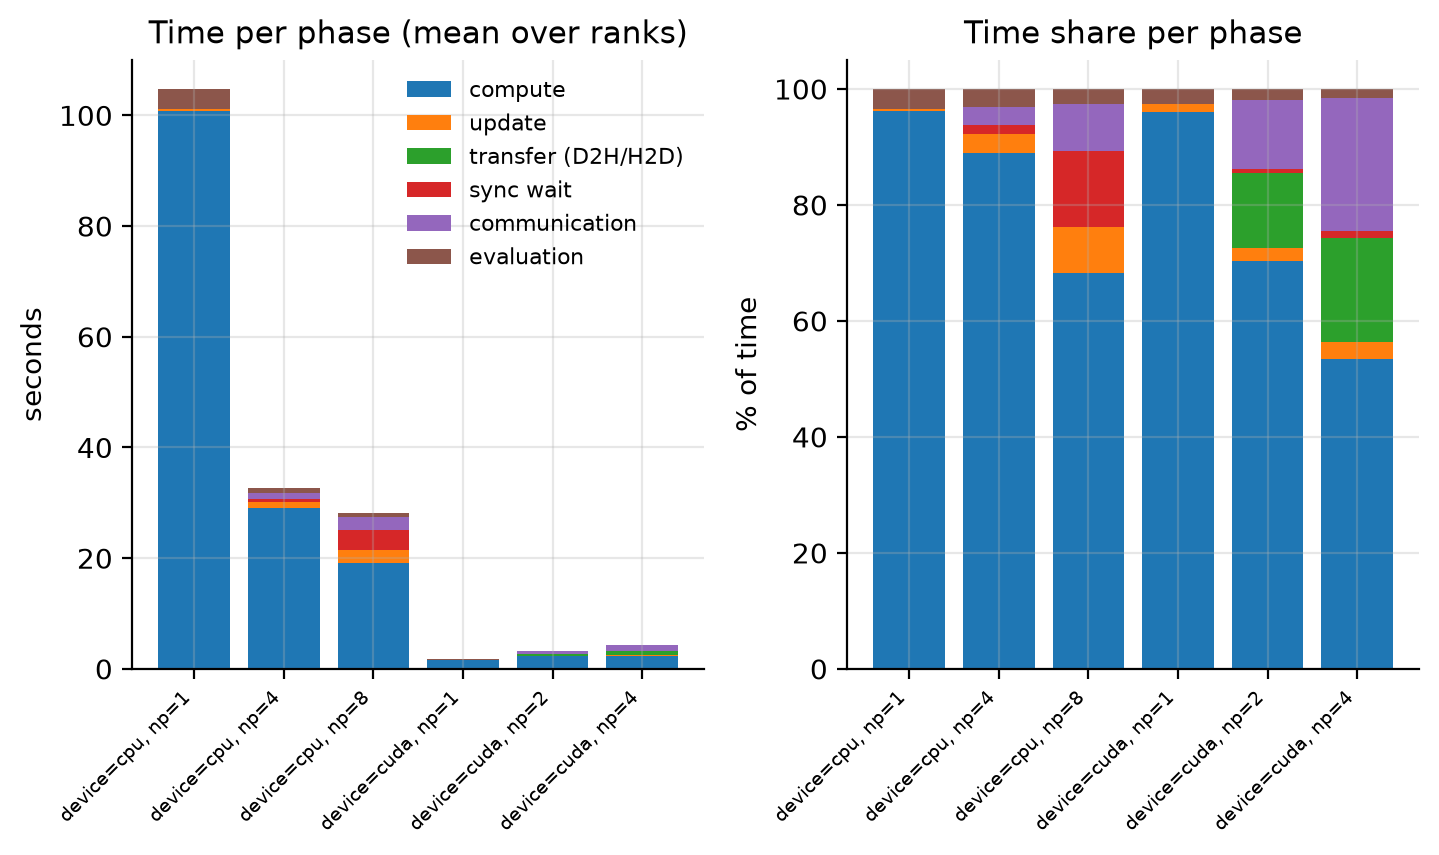 Time per phase (mean over ranks)
seconds
100
80
60
40
20
0
compute
update
transfer (D2H/H2D)
sync wait
communication
evaluation
device=cpu, np=1
device=cpu, np=4
device=cpu, np=8
device=cuda, np=1
device=cuda, np=2
device=cuda, np=4
Time share per phase
% of time
100
80
60
40
20
0
device=cpu, np=1
device=cpu, np=4
device=cpu, np=8
device=cuda, np=1
device=cuda, np=2
device=cuda, np=4